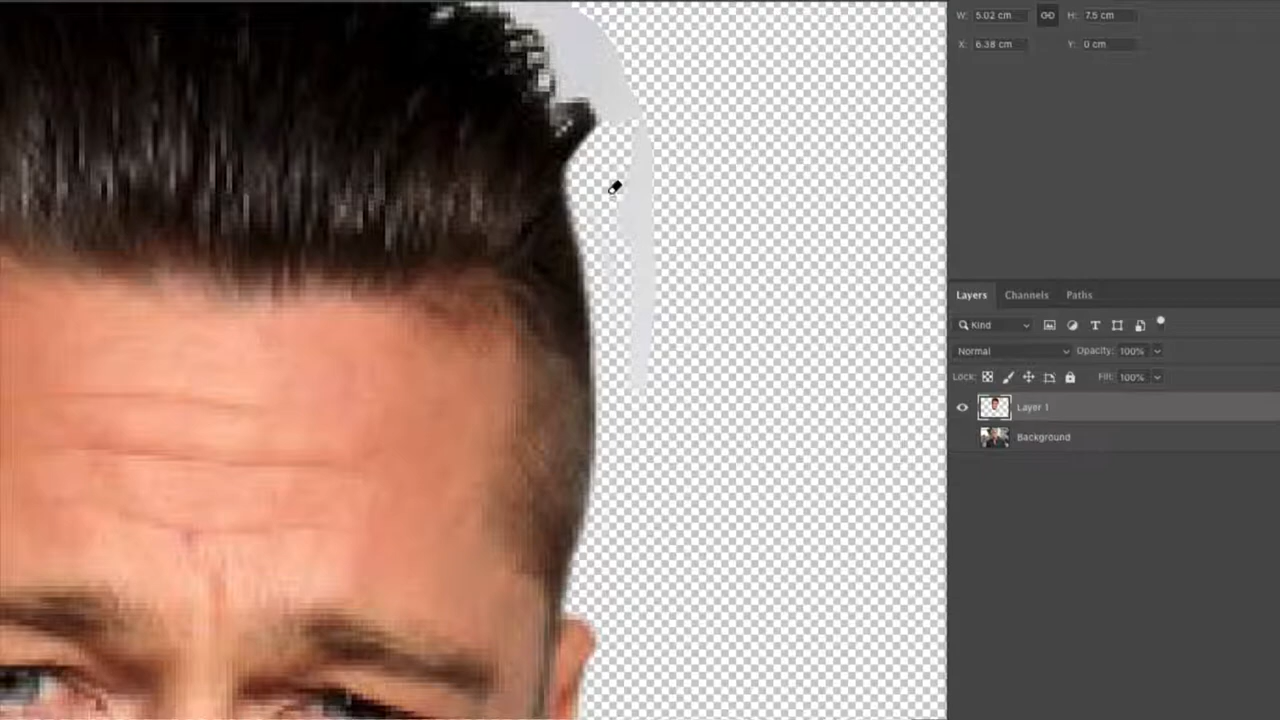 W: 5.02 cm H: 7.5 cm
X: 6.38 cm Y: 0 cm
Layers Channels Paths
Kind
Normal Opacity: 100%
Lock: Fill: 100%
Layer 1
Background